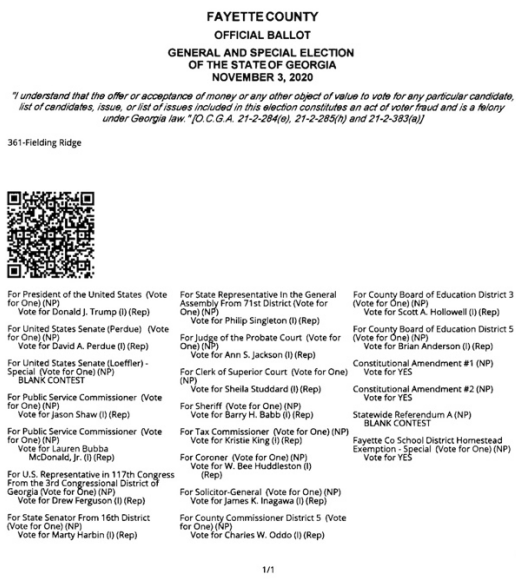 FAYETTE COUNTY
OFFICIAL BALLOT
GENERAL AND SPECIAL ELECTION
OF THE STATE OF GEORGIA
NOVEMBER 3, 2020
"I understand that the offer or acceptance of money or any other object of value to vote for any particular candidate,
list of candidates, issue, or list of issues included in this election constitutes an act of voter fraud and is a felony
under Georgia law." [O.C.G.A. 21-2-284(e), 21-2-285(h) and 21-2-383(a)]
361-Fielding Ridge
For President of the United States (Vote
for One) (NP)
Vote for Donald J. Trump (I) (Rep)
For United States Senate (Perdue) (Vote
for One) (NP)
Vote for David A. Perdue (I) (Rep)
For United States Senate (Loeffler) -
Special (Vote for One) (NP)
BLANK CONTEST
For Public Service Commissioner (Vote
for One) (NP)
Vote for Jason Shaw (I) (Rep)
For Public Service Commissioner (Vote
for One) (NP)
Vote for Lauren Bubba
McDonald, Jr. (I) (Rep)
For U.S. Representative in 117th Congress
From the 3rd Congressional District of
Georgia (Vote for One) (NP)
Vote for Drew Ferguson (I) (Rep)
For State Senator From 16th District
(Vote for One) (NP)
Vote for Marty Harbin (I) (Rep)
For State Representative In the General
Assembly From 71st District (Vote for
One) (NP)
Vote for Philip Singleton (I) (Rep)
For Judge of the Probate Court (Vote for
One) (NP)
Vote for Ann S. Jackson (I) (Rep)
For Clerk of Superior Court (Vote for One)
(NP)
Vote for Sheila Studdard (I) (Rep)
For Sheriff (Vote for One) (NP)
Vote for Barry H. Babb (I) (Rep)
For Tax Commissioner (Vote for One) (NP)
Vote for Kristie King (I) (Rep)
For Coroner (Vote for One) (NP)
Vote for W. Bee Huddleston (I)
(Rep)
For Solicitor-General (Vote for One) (NP)
Vote for James K. Inagawa (I) (Rep)
For County Commissioner District 5 (Vote
for One) (NP)
Vote for Charles W. Oddo (I) (Rep)
For County Board of Education District 3
(Vote for One) (NP)
Vote for Scott A. Hollowell (I) (Rep)
For County Board of Education District 5
(Vote for One) (NP)
Vote for Brian Anderson (I) (Rep)
Constitutional Amendment #1 (NP)
Vote for YES
Constitutional Amendment #2 (NP)
Vote for YES
Statewide Referendum A (NP)
BLANK CONTEST
Fayette Co School District Homestead
Exemption - Special (Vote for One) (NP)
Vote for YES
1/1